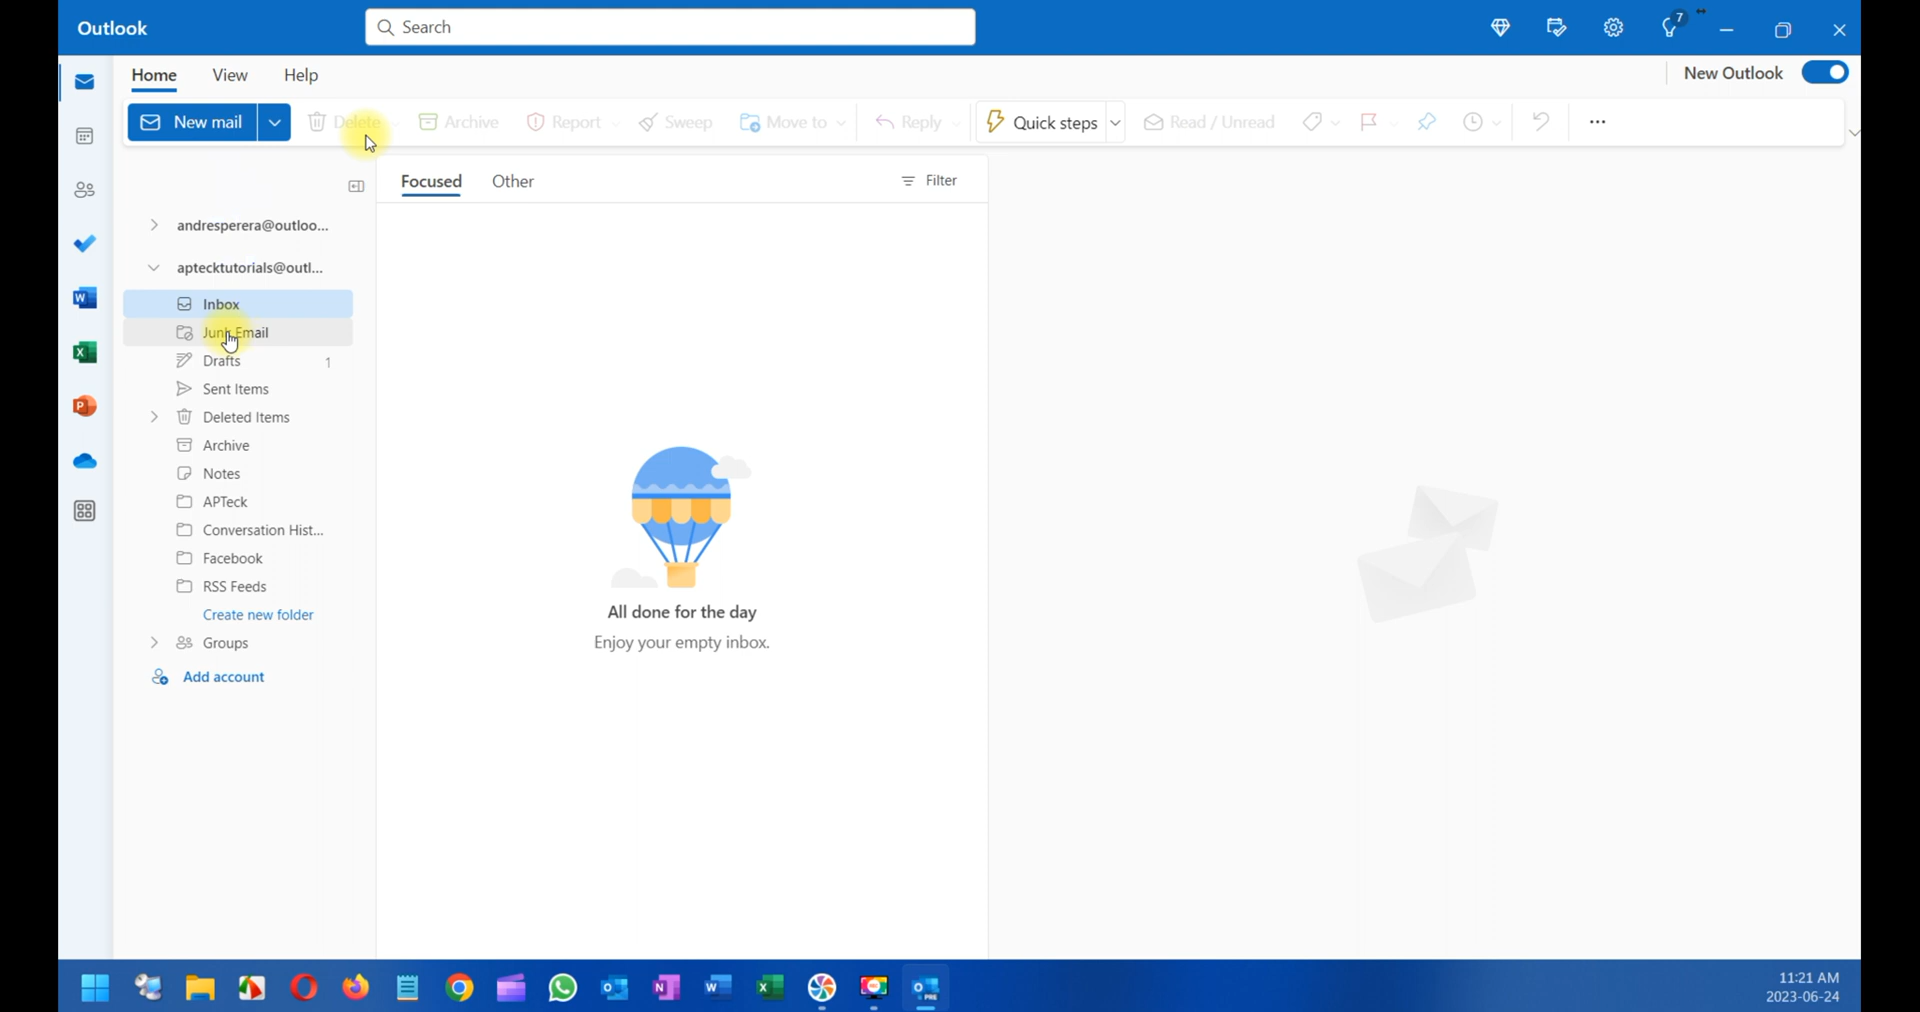 Outlook
Search
7
Home View Help
New Outlook
New mail Delete Archive Report Sweep Move to Reply Quick steps Read / Unread
Focused Other Filter
andresperera@outloo...
aptecktutorials@outl...
Inbox
Junk Email
Drafts 1
Sent Items
Deleted Items
Archive
Notes
APTeck
Conversation Hist...
Facebook
RSS Feeds
Create new folder
Groups
Add account
All done for the day
Enjoy your empty inbox.
11:21 AM
2023-06-24